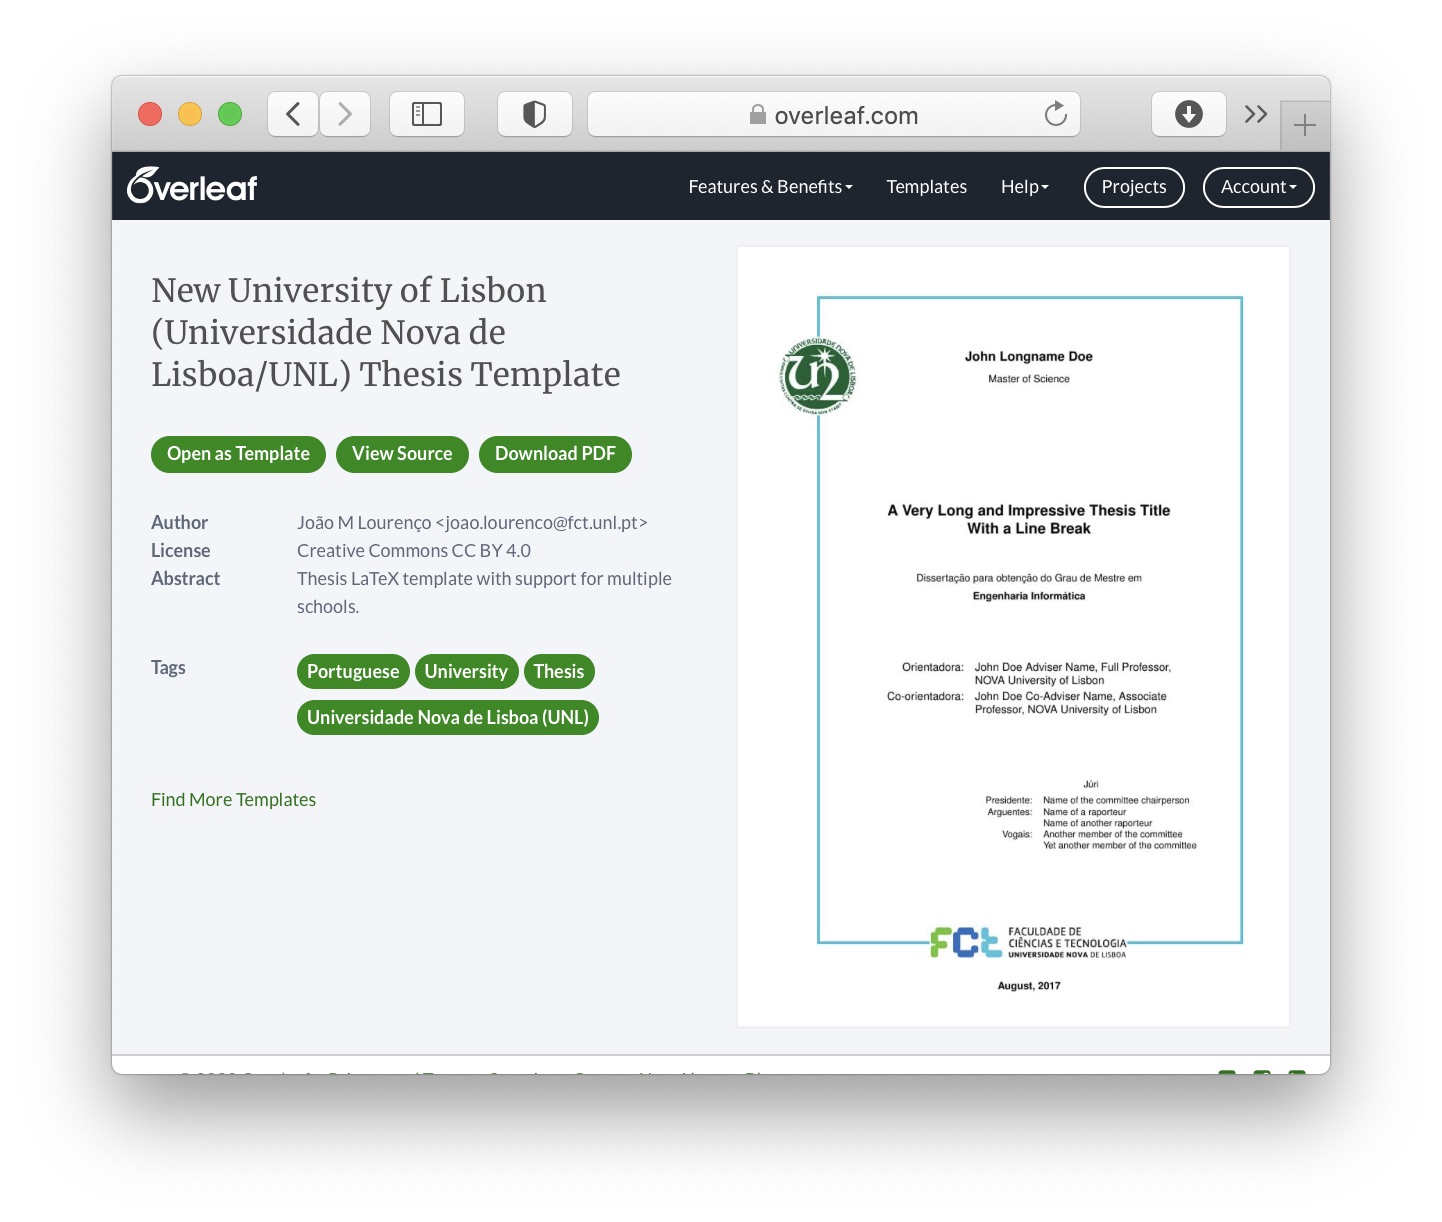 overleaf.com
Overleaf
Features & Benefits
Templates
Help
Projects
Account
New University of Lisbon
(Universidade Nova de
Lisboa/UNL) Thesis Template
Open as Template
View Source
Download PDF
Author
João M Lourenço <joao.lourenco@fct.unl.pt>
License
Creative Commons CC BY 4.0
Abstract
Thesis LaTeX template with support for multiple
schools.
Tags
Portuguese
University
Thesis
Universidade Nova de Lisboa (UNL)
Find More Templates
John Longname Doe
Master of Science
A Very Long and Impressive Thesis Title
With a Line Break
Dissertação para obtenção do Grau de Mestre em
Engenharia Informática
Orientadora: John Doe Adviser Name, Full Professor,
NOVA University of Lisbon
Co-orientadora: John Doe Co-Adviser Name, Associate
Professor, NOVA University of Lisbon
Júri
Presidente: Name of the committee chairperson
Arguentes: Name of a raporteur
Name of another raporteur
Vogais: Another member of the committee
Yet another member of the committee
FCt
FACULDADE DE
CIÊNCIAS E TECNOLOGIA
UNIVERSIDADE NOVA DE LISBOA
August, 2017